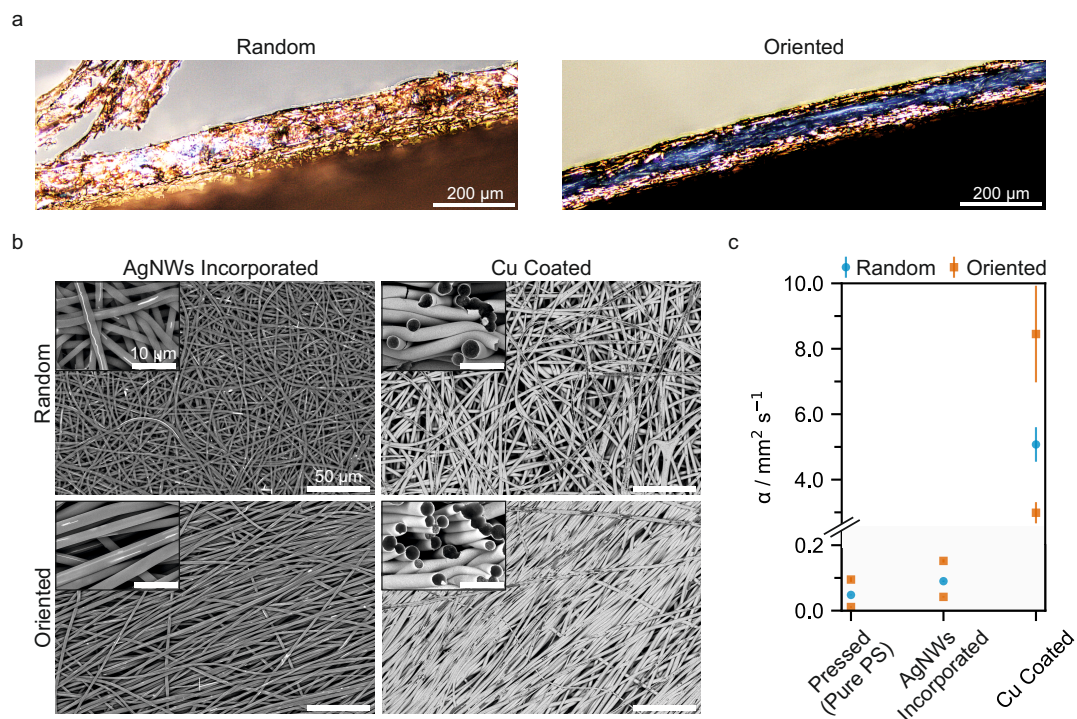 a
Random
Oriented
200 µm
200 µm
b
AgNWs Incorporated
Cu Coated
Random
10 µm
50 µm
Oriented
c
Random
Oriented
10.0
8.0
6.0
4.0
0.2
0.0
α / mm² s⁻¹
Pressed
(Pure PS)
AgNWs
Incorporated
Cu Coated